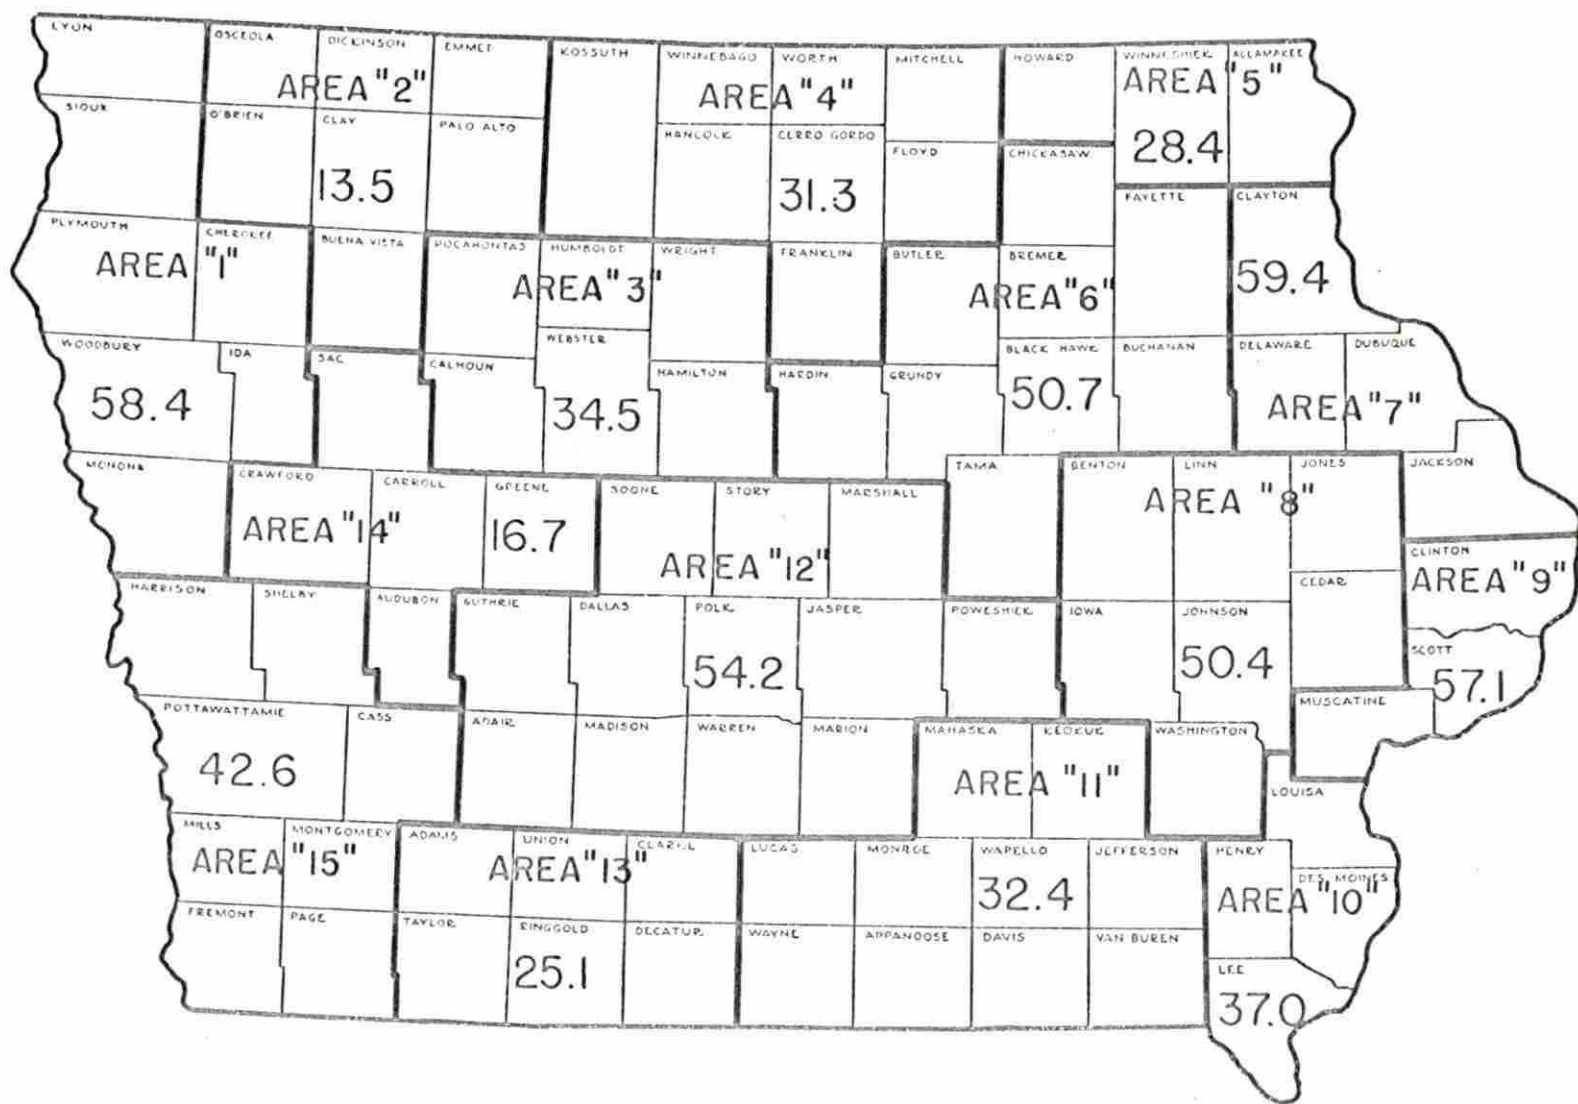 LYON
OSCEOLA
DICKINSON
EMMET
KOSSUTH
WINNEBAGO
WORTH
MITCHELL
HOWARD
WINNESHIEK
ALLAMAKEE
AREA "2"
AREA "4"
AREA "5"
SIOUX
O'BRIEN
CLAY
PALO ALTO
HANCOCK
CERRO GORDO
FLOYD
CHICKASAW
28.4
13.5
31.3
FAYETTE
CLAYTON
PLYMOUTH
CHEROKEE
BUENA VISTA
POCAHONTAS
HUMBOLDT
WRIGHT
FRANKLIN
BUTLER
BREMER
AREA "1"
AREA "3"
AREA "6"
59.4
WOODBURY
IDA
SAC
CALHOUN
WEBSTER
HAMILTON
HARDIN
GRUNDY
BLACK HAWK
BUCHANAN
DELAWARE
DUBUQUE
58.4
34.5
50.7
AREA "7"
MONONA
CRAWFORD
CARROLL
GREENE
BOONE
STORY
MARSHALL
TAMA
BENTON
LINN
JONES
JACKSON
AREA "14"
16.7
AREA "12"
AREA "8"
CLINTON
AREA "9"
HARRISON
SHELBY
AUDUBON
GUTHRIE
DALLAS
POLK
JASPER
POWESHIEK
IOWA
JOHNSON
CEDAR
54.2
50.4
SCOTT
57.1
POTTAWATTAMIE
CASS
ADAIR
MADISON
WARREN
MARION
MAHASKA
KEOKUK
WASHINGTON
MUSCATINE
42.6
AREA "11"
LOUISA
MILLS
MONTGOMERY
ADAMS
UNION
CLARKE
LUCAS
MONROE
WAPELLO
JEFFERSON
HENRY
DES MOINES
AREA "15"
AREA "13"
32.4
AREA "10"
FREMONT
PAGE
TAYLOR
RINGGOLD
DECATUR
WAYNE
APPANOOSE
DAVIS
VAN BUREN
LEE
25.1
37.0